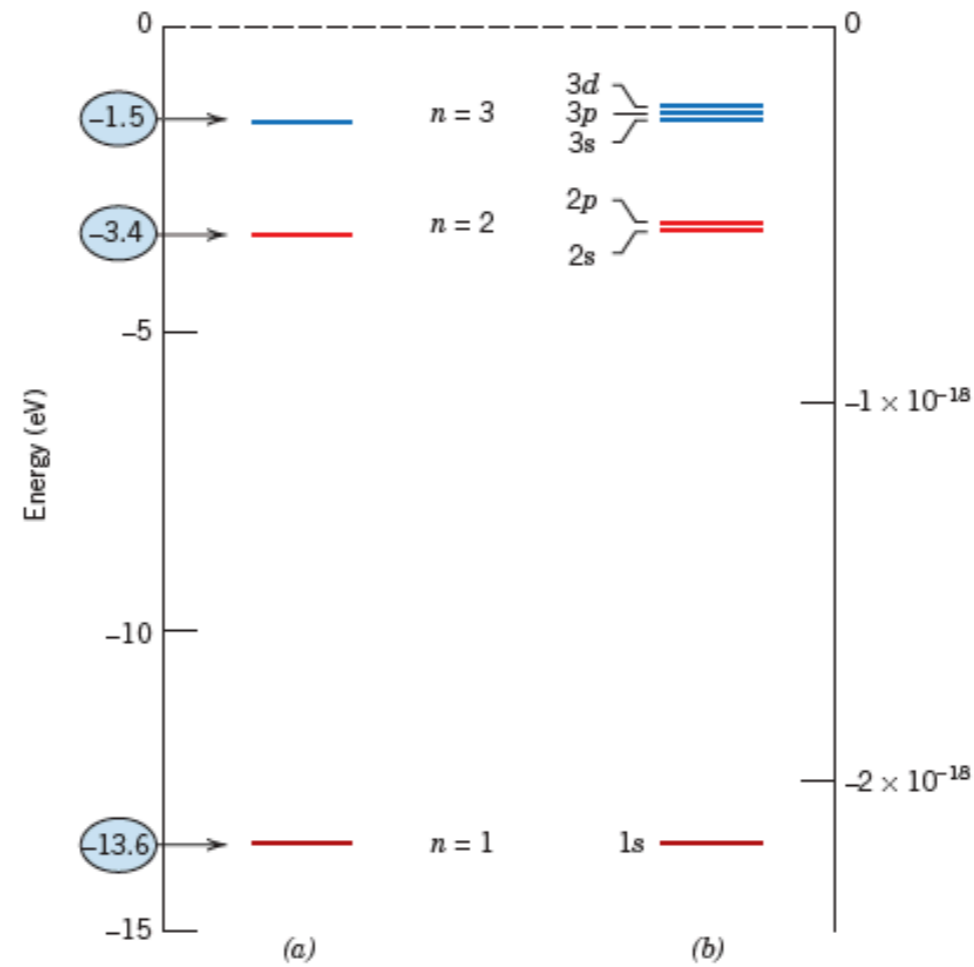 0
0
–1.5
n = 3
3d
3p
3s
–3.4
n = 2
2p
2s
–5
–1 × 10⁻¹⁸
Energy (eV)
–10
–2 × 10⁻¹⁸
–13.6
n = 1
1s
–15
(a)
(b)